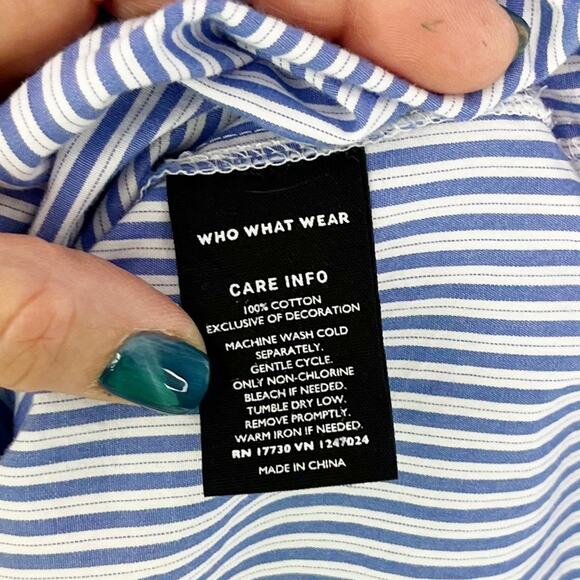 WHO WHAT WEAR
CARE INFO
100% COTTON
EXCLUSIVE OF DECORATION
MACHINE WASH COLD
SEPARATELY.
GENTLE CYCLE.
ONLY NON-CHLORINE
BLEACH IF NEEDED.
TUMBLE DRY LOW.
REMOVE PROMPTLY.
WARM IRON IF NEEDED.
RN 17730 VN 1247024
MADE IN CHINA